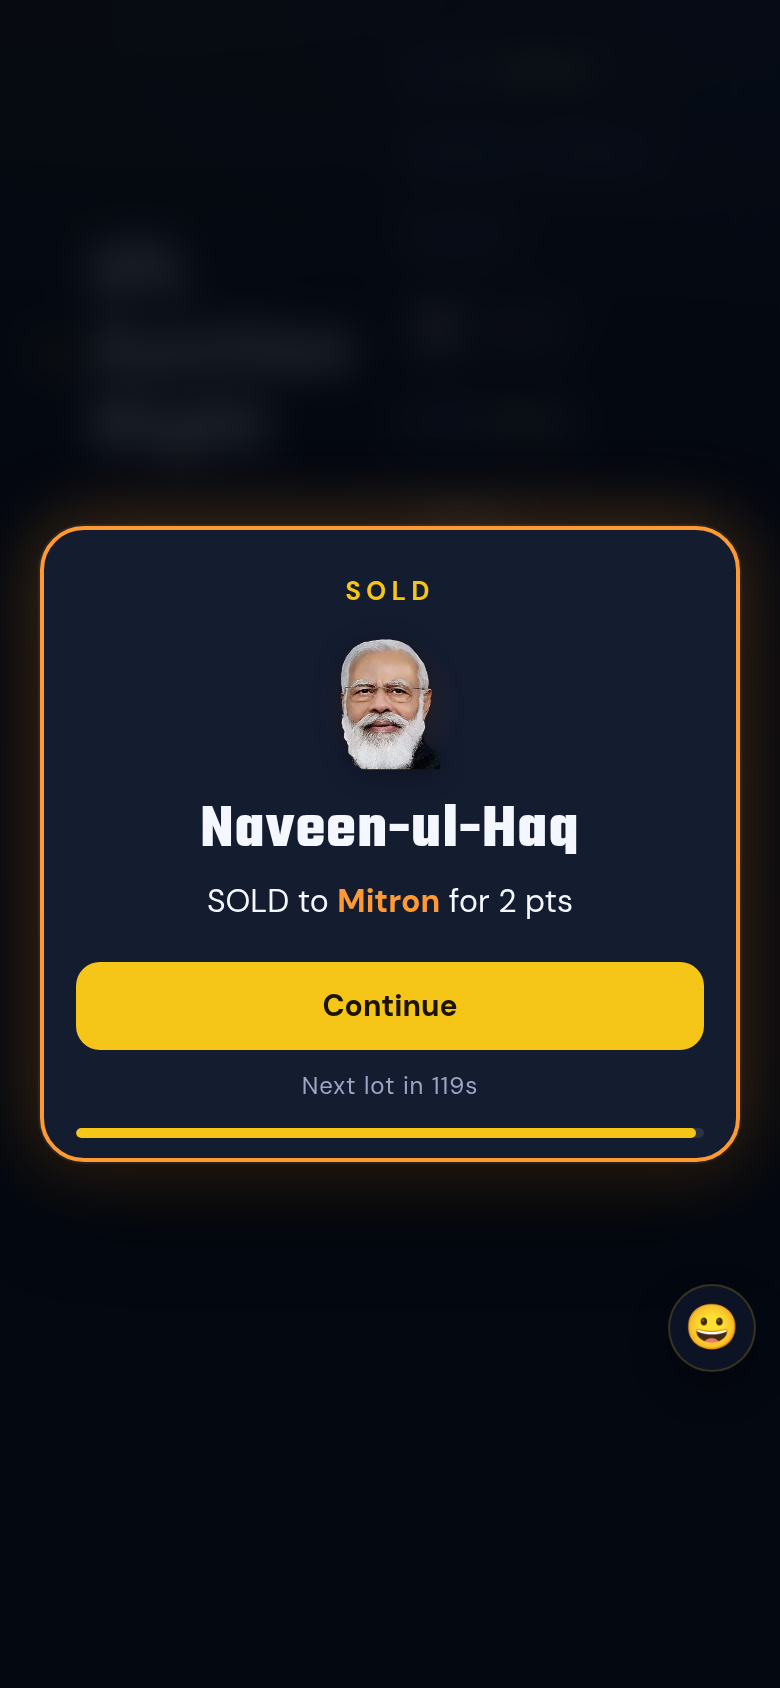 SOLD
Naveen-ul-Haq
SOLD to Mitron for 2 pts
Continue
Next lot in 119s